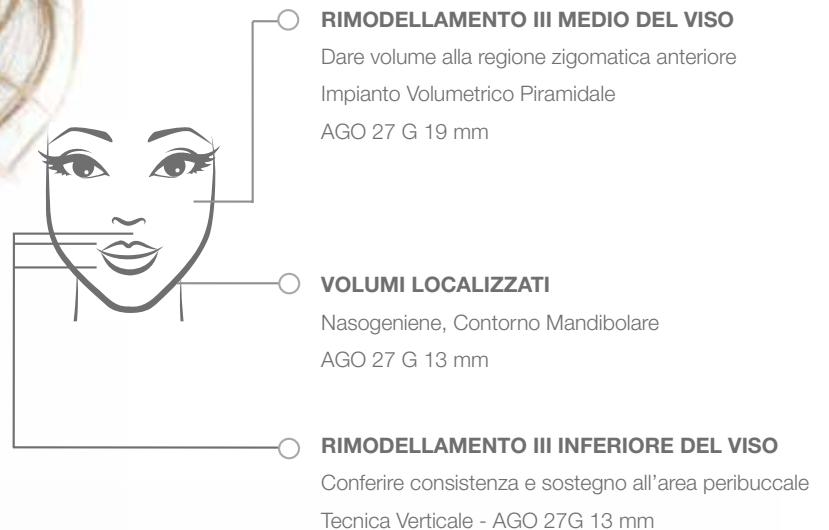 RIMODELLAMENTO III MEDIO DEL VISO
Dare volume alla regione zigomatica anteriore
Impianto Volumetrico Piramidale
AGO 27 G 19 mm
VOLUMI LOCALIZZATI
Nasogeniene, Contorno Mandibolare
AGO 27 G 13 mm
RIMODELLAMENTO III INFERIORE DEL VISO
Conferire consistenza e sostegno all'area peribuccale
Tecnica Verticale - AGO 27G 13 mm